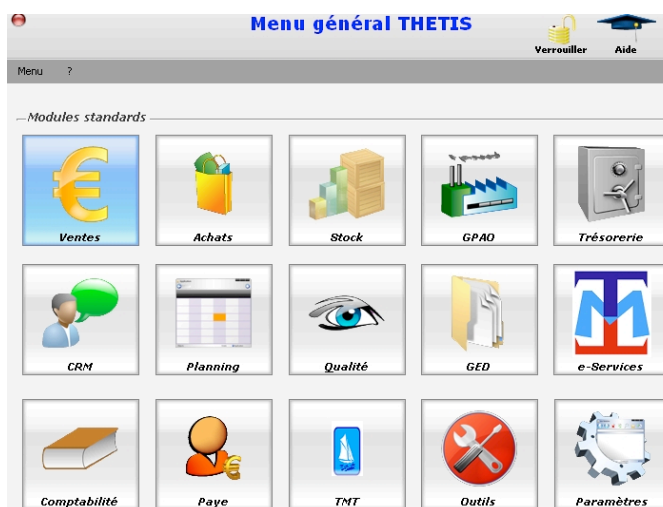 Menu général THETIS
Verrouiller Aide
Menu ?
Modules standards
Ventes Achats Stock GPAO Trésorerie
CRM Planning Qualité GED e-Services
Comptabilité Paye TMT Outils Paramètres